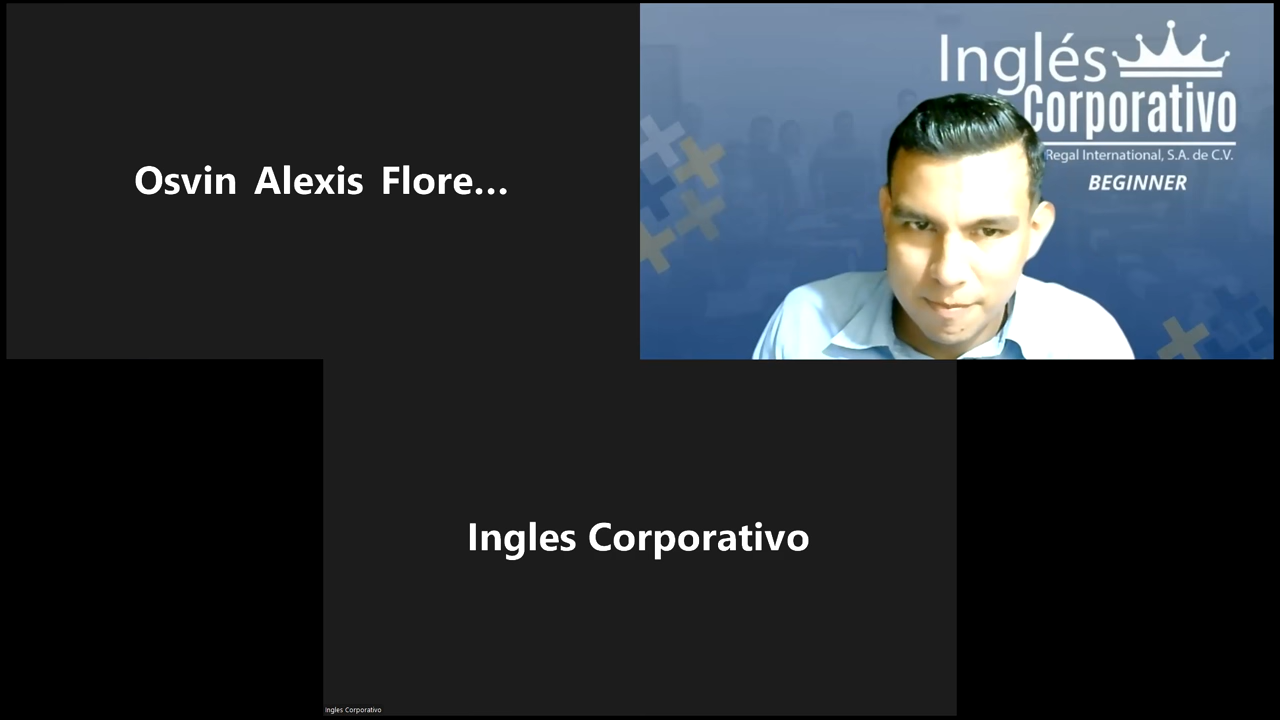 Osvin Alexis Flore...
Inglés
Corporativo
Regal International, S.A. de C.V.
BEGINNER
Ingles Corporativo
Ingles Corporativo